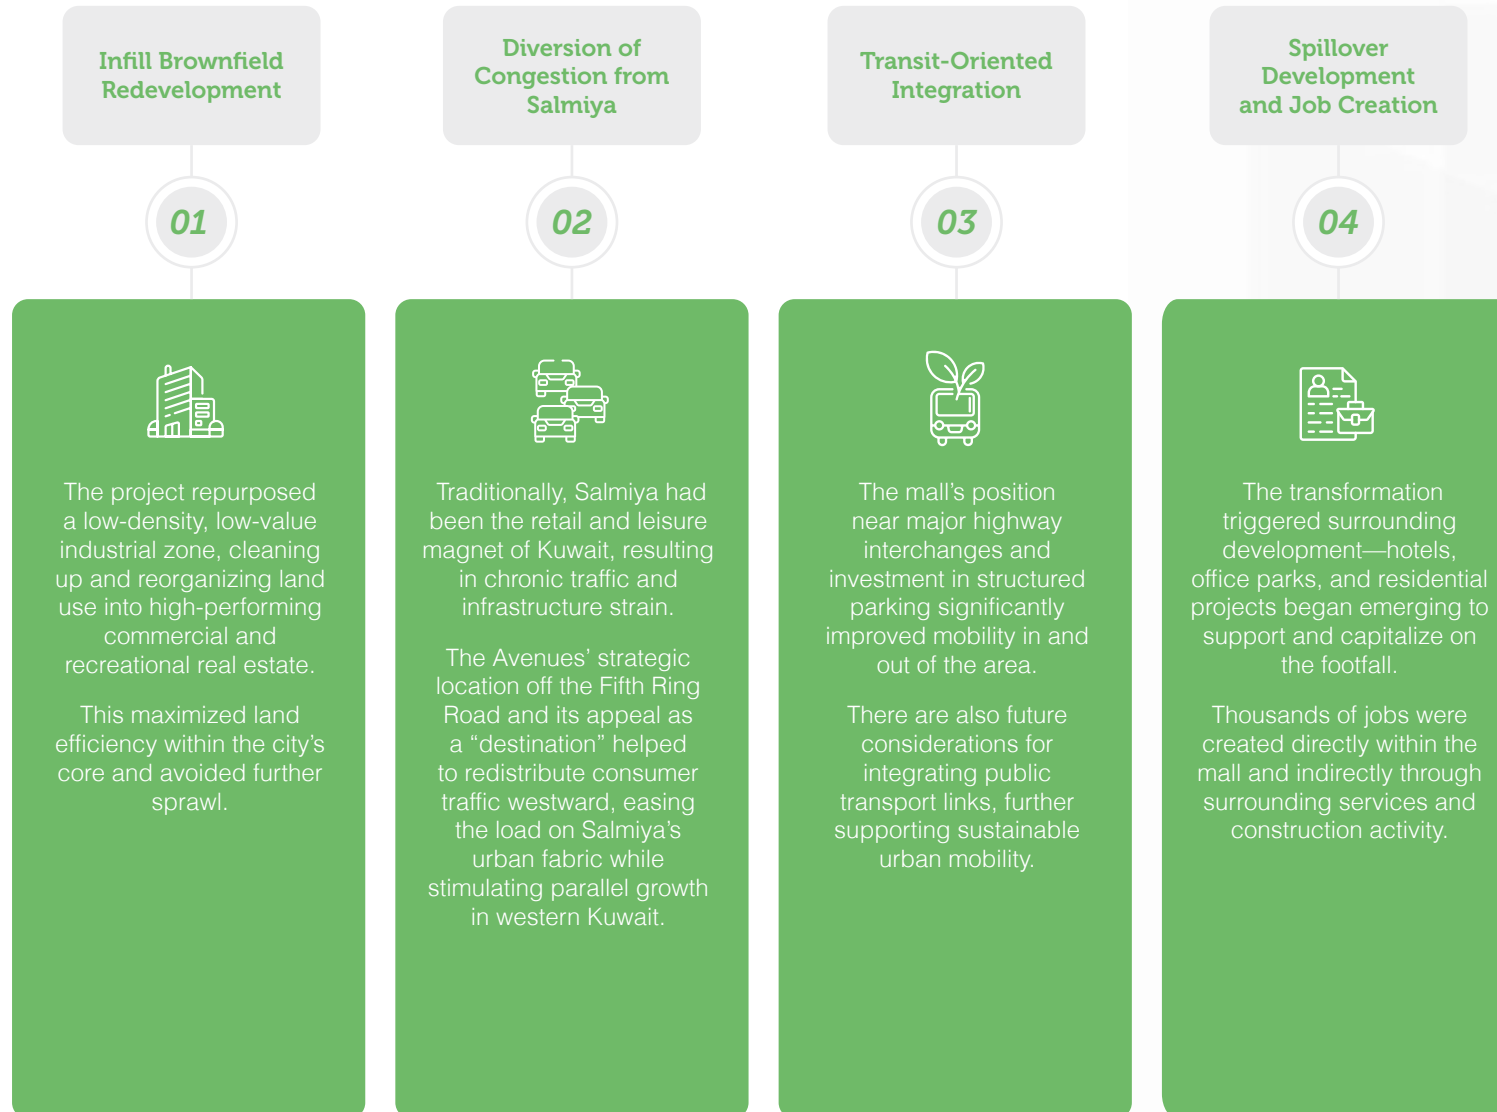 Infill Brownfield
Redevelopment
01
The project repurposed
a low-density, low-value
industrial zone, cleaning
up and reorganizing land
use into high-performing
commercial and
recreational real estate.
This maximized land
efficiency within the city’s
core and avoided further
sprawl.
Diversion of
Congestion from
Salmiya
02
Traditionally, Salmiya had
been the retail and leisure
magnet of Kuwait, resulting
in chronic traffic and
infrastructure strain.
The Avenues’ strategic
location off the Fifth Ring
Road and its appeal as
a “destination” helped
to redistribute consumer
traffic westward, easing
the load on Salmiya’s
urban fabric while
stimulating parallel growth
in western Kuwait.
Transit-Oriented
Integration
03
The mall’s position
near major highway
interchanges and
investment in structured
parking significantly
improved mobility in and
out of the area.
There are also future
considerations for
integrating public
transport links, further
supporting sustainable
urban mobility.
Spillover
Development
and Job Creation
04
The transformation
triggered surrounding
development—hotels,
office parks, and residential
projects began emerging to
support and capitalize on
the footfall.
Thousands of jobs were
created directly within the
mall and indirectly through
surrounding services and
construction activity.